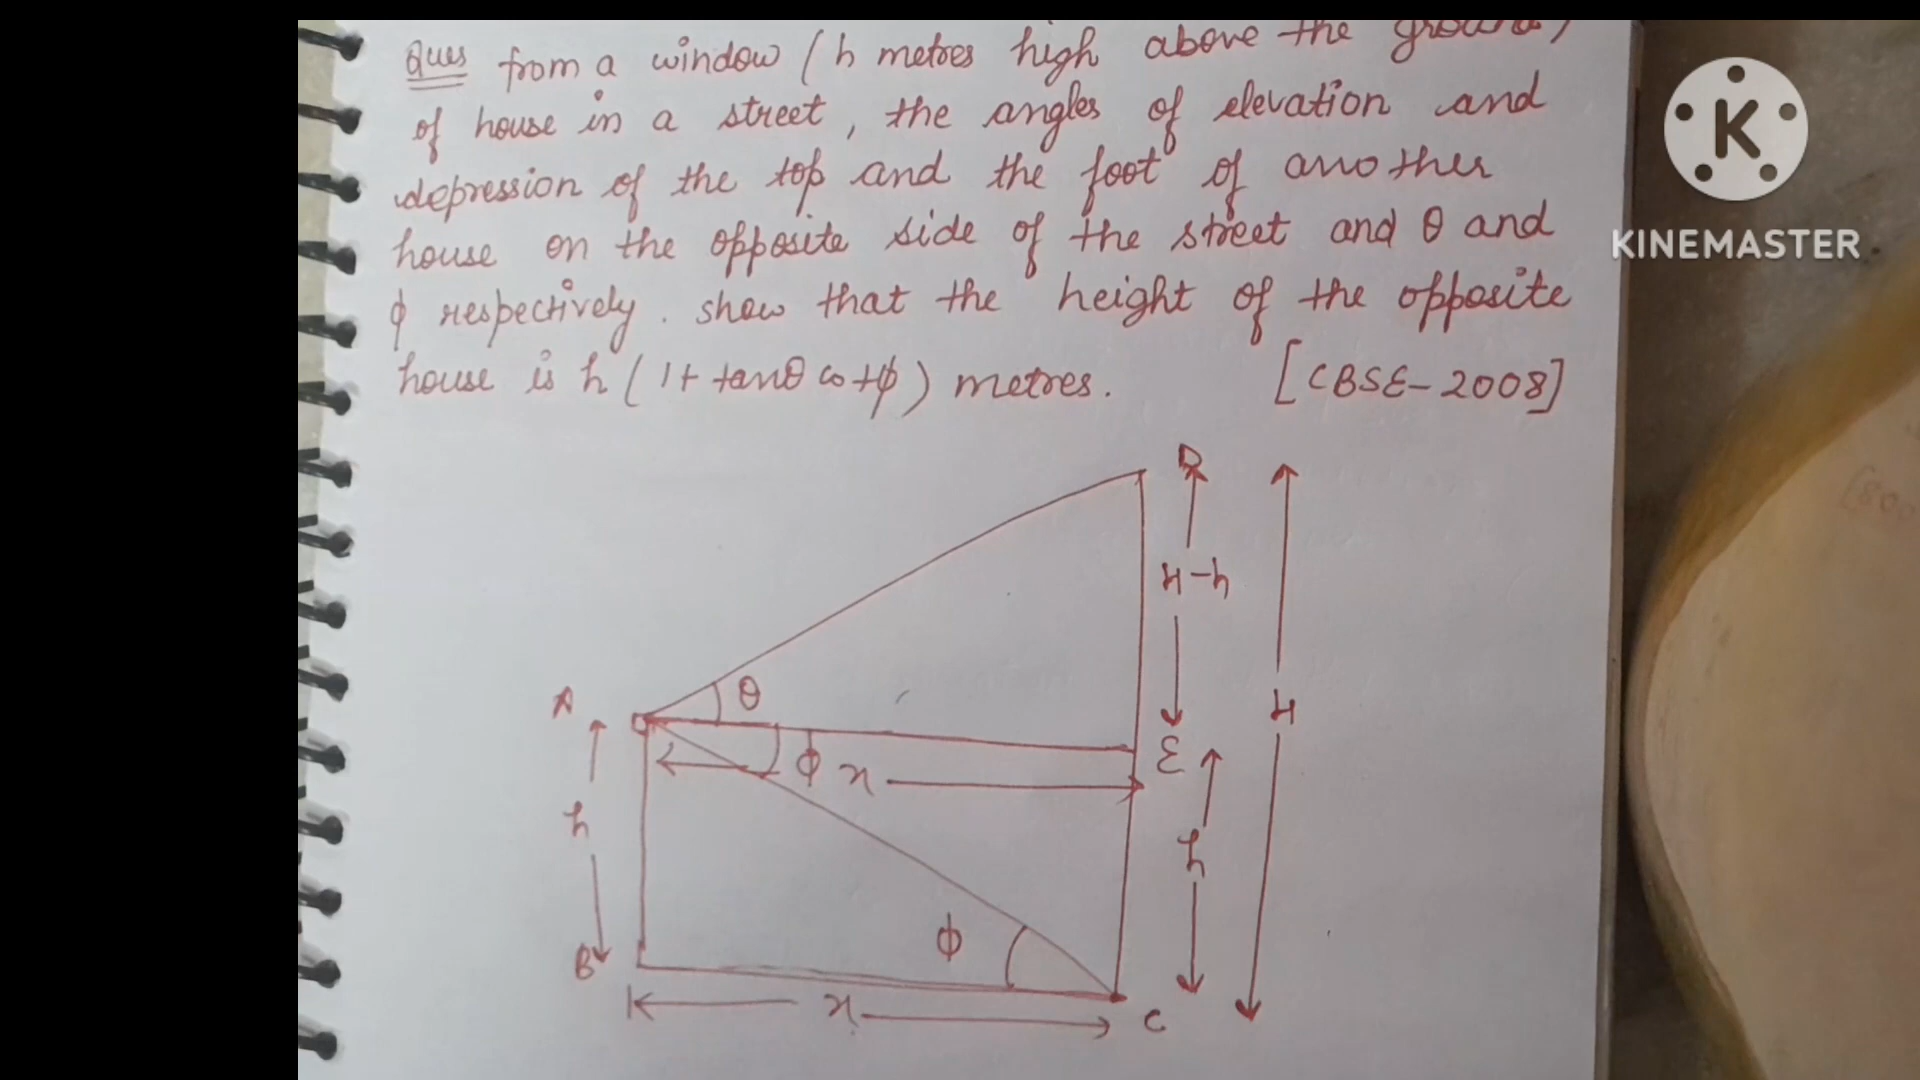 Ques from a window (h metres high above the ground)
of house in a street, the angles of elevation and
depression of the top and the foot of another
house on the opposite side of the street and θ and
ϕ respectively. show that the height of the opposite
house is h (1+ tanθ cotϕ) metres. [CBSE-2008]
K
KINEMASTER
D
H-h
A
θ
H
ϕ x
E
h
h
ϕ
B
x
C